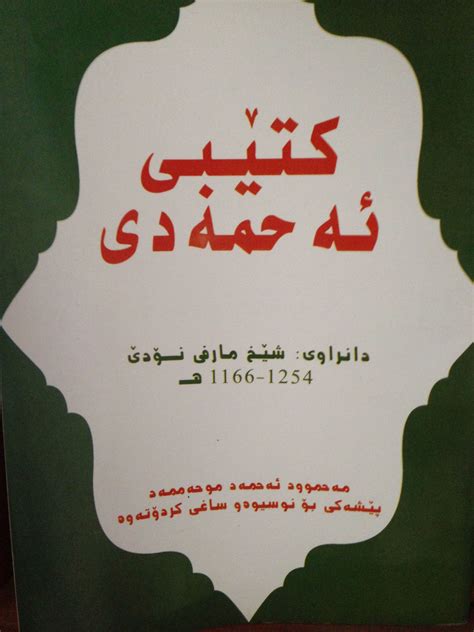 کتێبی
ئەحمەدی
دانراوی: شێخ مارفی نۆدێ
1166-1254 هـ
مەحموود ئەحمەد موحەممەد
پێشەکی بۆ نوسیوەو ساغی کردۆتەوە